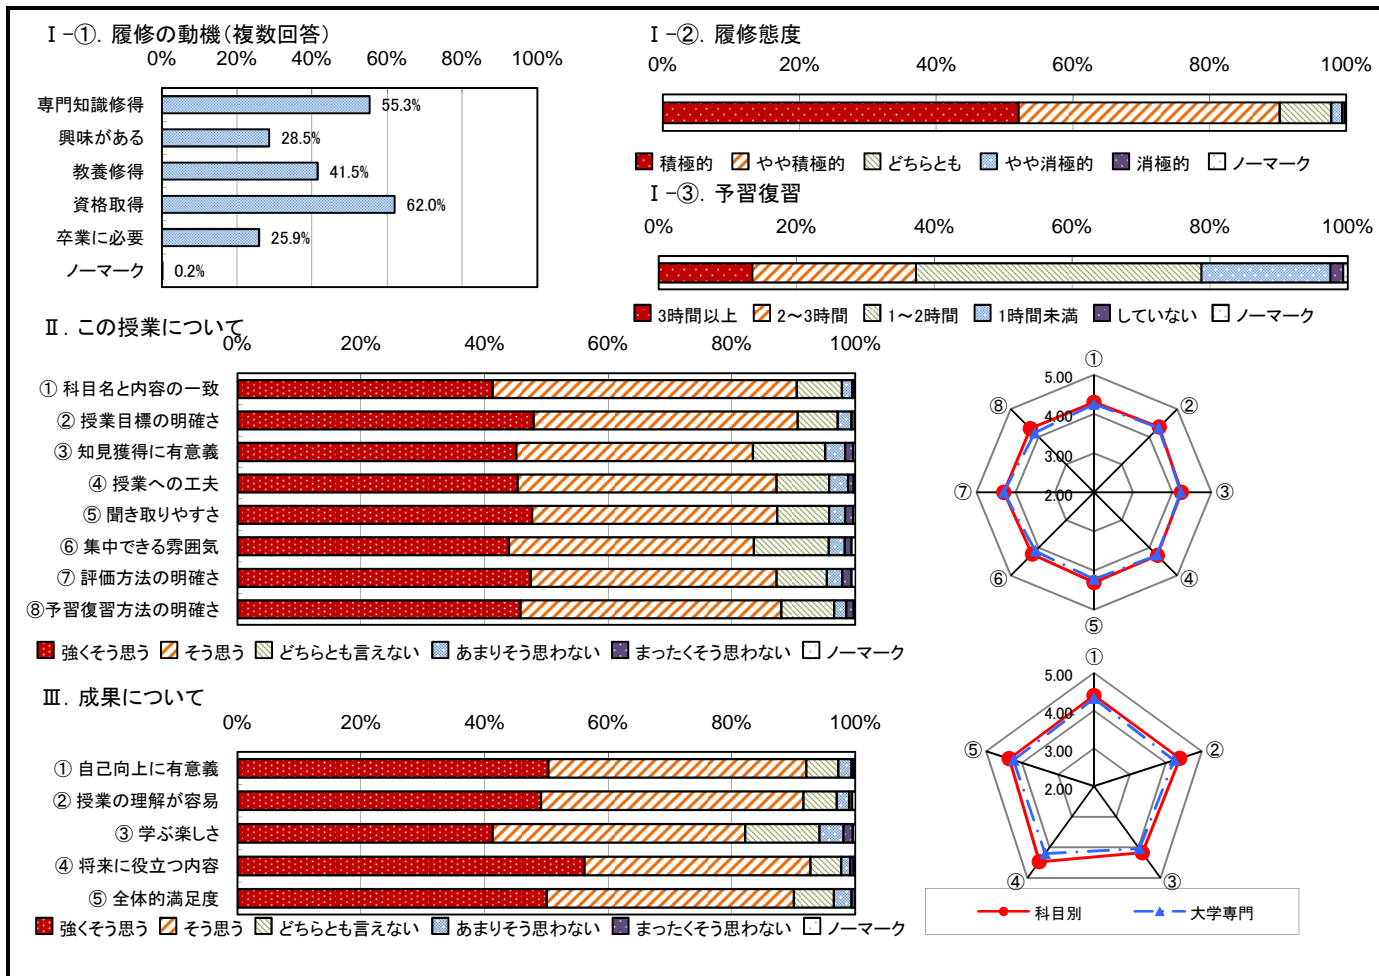 Ⅰ-①. 履修の動機(複数回答)
0% 20% 40% 60% 80% 100%
専門知識修得 55.3%
興味がある 28.5%
教養修得 41.5%
資格取得 62.0%
卒業に必要 25.9%
ノーマーク 0.2%
Ⅰ-②. 履修態度
0% 20% 40% 60% 80% 100%
積極的 やや積極的 どちらとも やや消極的 消極的 ノーマーク
Ⅰ-③. 予習復習
0% 20% 40% 60% 80% 100%
3時間以上 2～3時間 1～2時間 1時間未満 していない ノーマーク
Ⅱ. この授業について
0% 20% 40% 60% 80% 100%
① 科目名と内容の一致
② 授業目標の明確さ
③ 知見獲得に有意義
④ 授業への工夫
⑤ 聞き取りやすさ
⑥ 集中できる雰囲気
⑦ 評価方法の明確さ
⑧予習復習方法の明確さ
強くそう思う そう思う どちらとも言えない あまりそう思わない まったくそう思わない ノーマーク
①
②
③
④
⑤
⑥
⑦
⑧
5.00
4.00
3.00
2.00
Ⅲ. 成果について
0% 20% 40% 60% 80% 100%
① 自己向上に有意義
② 授業の理解が容易
③ 学ぶ楽しさ
④ 将来に役立つ内容
⑤ 全体的満足度
強くそう思う そう思う どちらとも言えない あまりそう思わない まったくそう思わない ノーマーク
①
②
③
④
⑤
5.00
4.00
3.00
2.00
科目別 大学専門